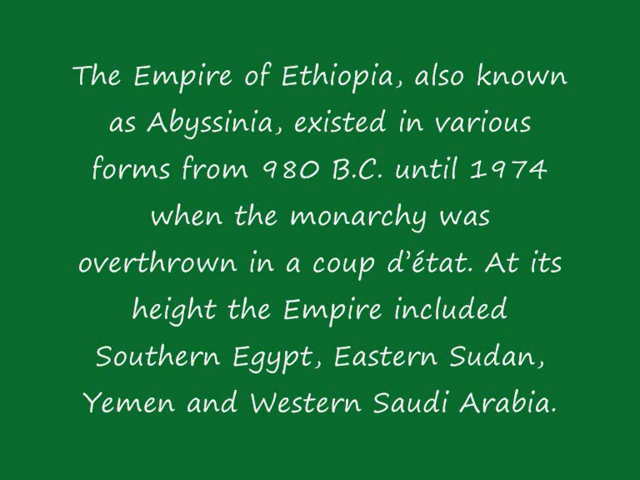 The Empire of Ethiopia, also known
as Abyssinia, existed in various
forms from 980 B.C. until 1974
when the monarchy was
overthrown in a coup d'état. At its
height the Empire included
Southern Egypt, Eastern Sudan,
Yemen and Western Saudi Arabia.